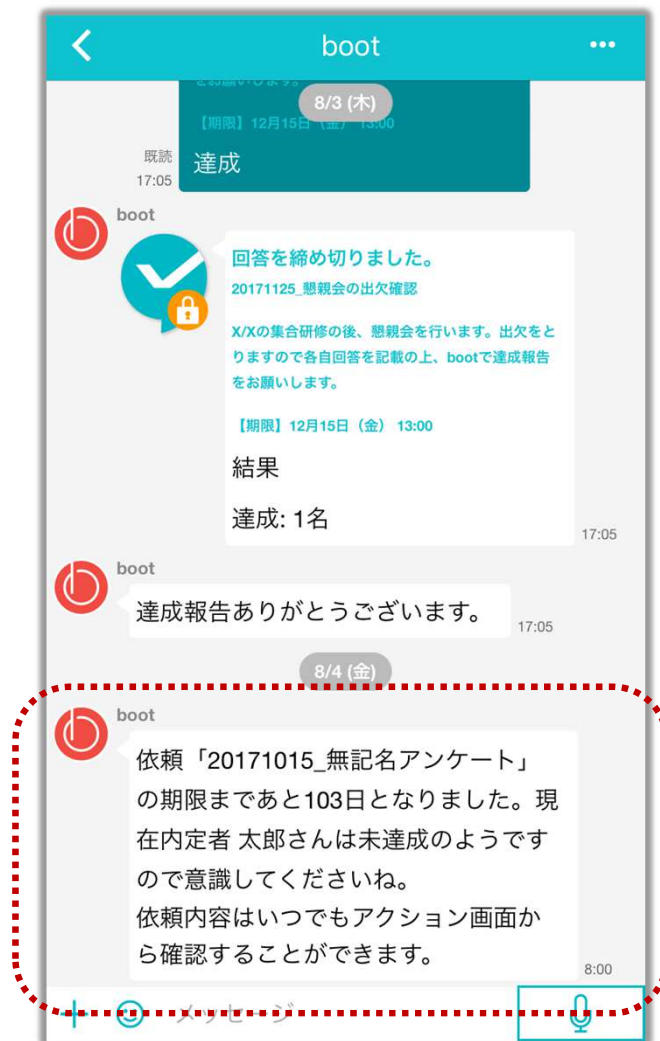 boot
をお願いします。
8/3 (木)
【期限】12月15日（金） 13:00
達成
既読
17:05
boot
回答を締め切りました。
20171125_懇親会の出欠確認
X/Xの集合研修の後、懇親会を行います。出欠をと
りますので各自回答を記載の上、bootで達成報告
をお願いします。
【期限】12月15日（金） 13:00
結果
達成: 1名
17:05
boot
達成報告ありがとうございます。
17:05
8/4 (金)
boot
依頼「20171015_無記名アンケート」
の期限まであと103日となりました。現
在内定者 太郎さんは未達成のようです
ので意識してくださいね。
依頼内容はいつでもアクション画面か
ら確認することができます。
8:00
メッセージ